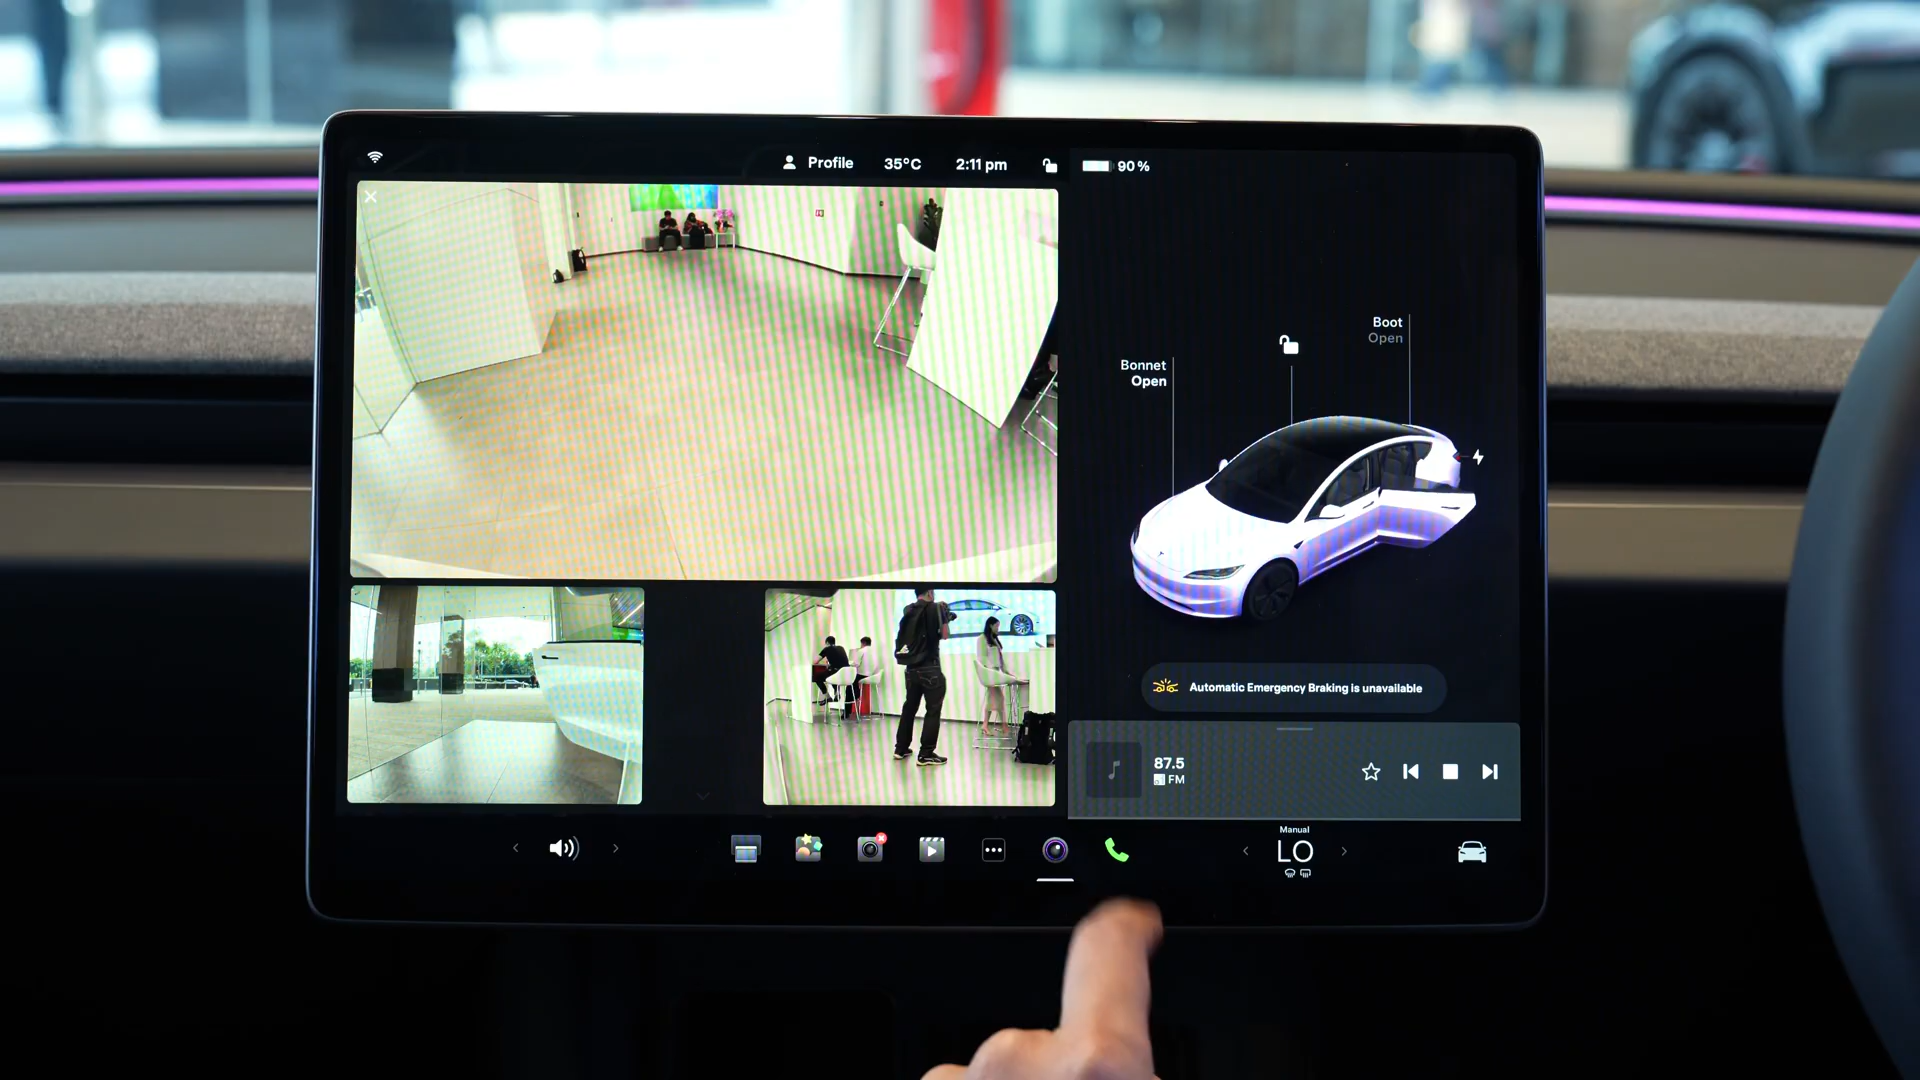 Profile 35°C 2:11 pm
90 %
Boot
Open
Bonnet
Open
Automatic Emergency Braking is unavailable
87.5
FM
Manual
LO